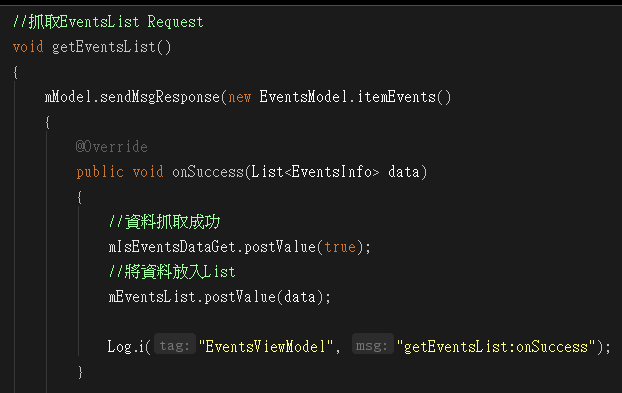 //抓取EventsList Request
void getEventsList()
{
mModel.sendMsgResponse(new EventsModel.itemEvents()
{
@Override
public void onSuccess(List<EventsInfo> data)
{
//資料抓取成功
mIsEventsDataGet.postValue(true);
//將資料放入List
mEventsList.postValue(data);
Log.i( tag: "EventsViewModel", msg: "getEventsList:onSuccess");
}